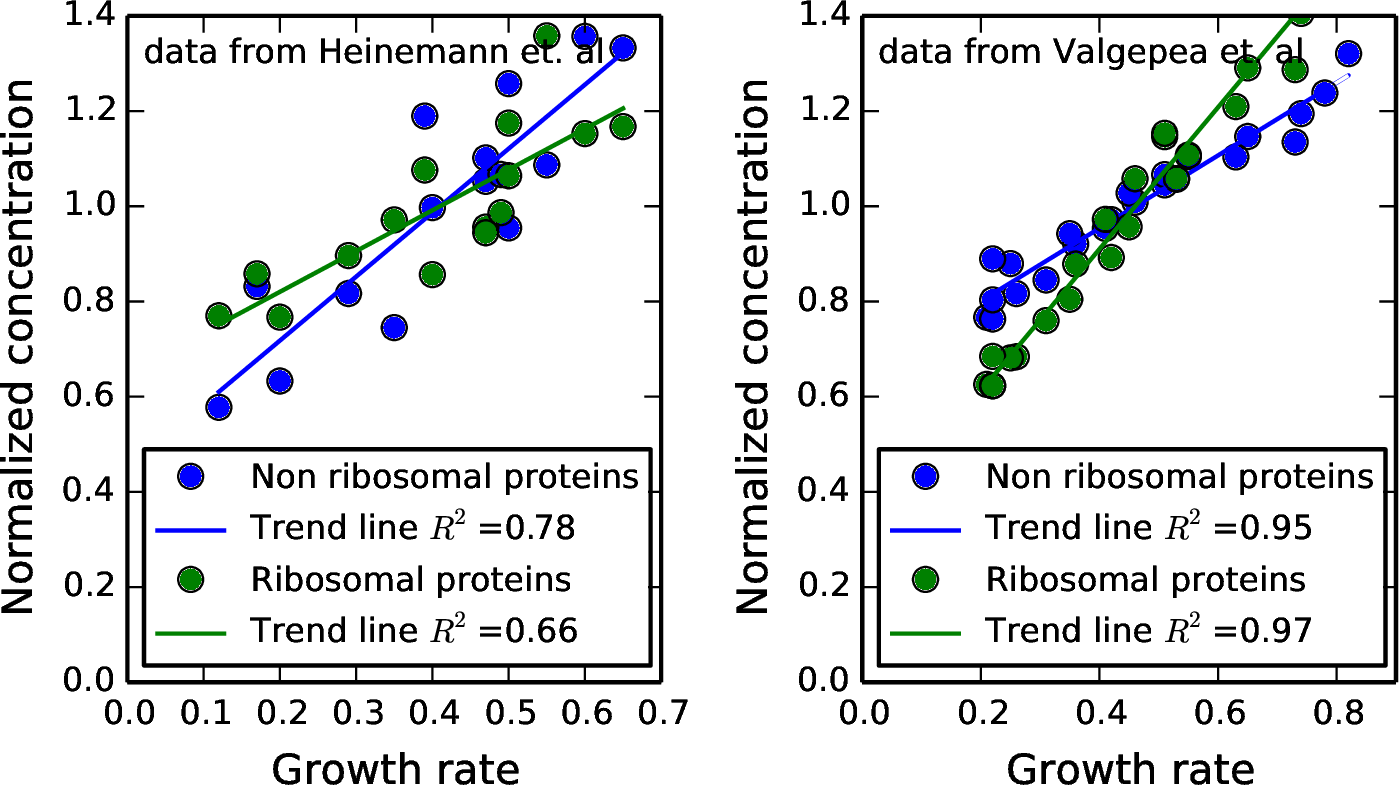 data from Heinemann et. al
Normalized concentration
1.4
1.2
1.0
0.8
0.6
0.4
0.2
0.0
Non ribosomal proteins
Trend line R² =0.78
Ribosomal proteins
Trend line R² =0.66
0.0 0.1 0.2 0.3 0.4 0.5 0.6 0.7
Growth rate
data from Valgepea et. al
Normalized concentration
1.4
1.2
1.0
0.8
0.6
0.4
0.2
0.0
Non ribosomal proteins
Trend line R² =0.95
Ribosomal proteins
Trend line R² =0.97
0.0 0.2 0.4 0.6 0.8
Growth rate